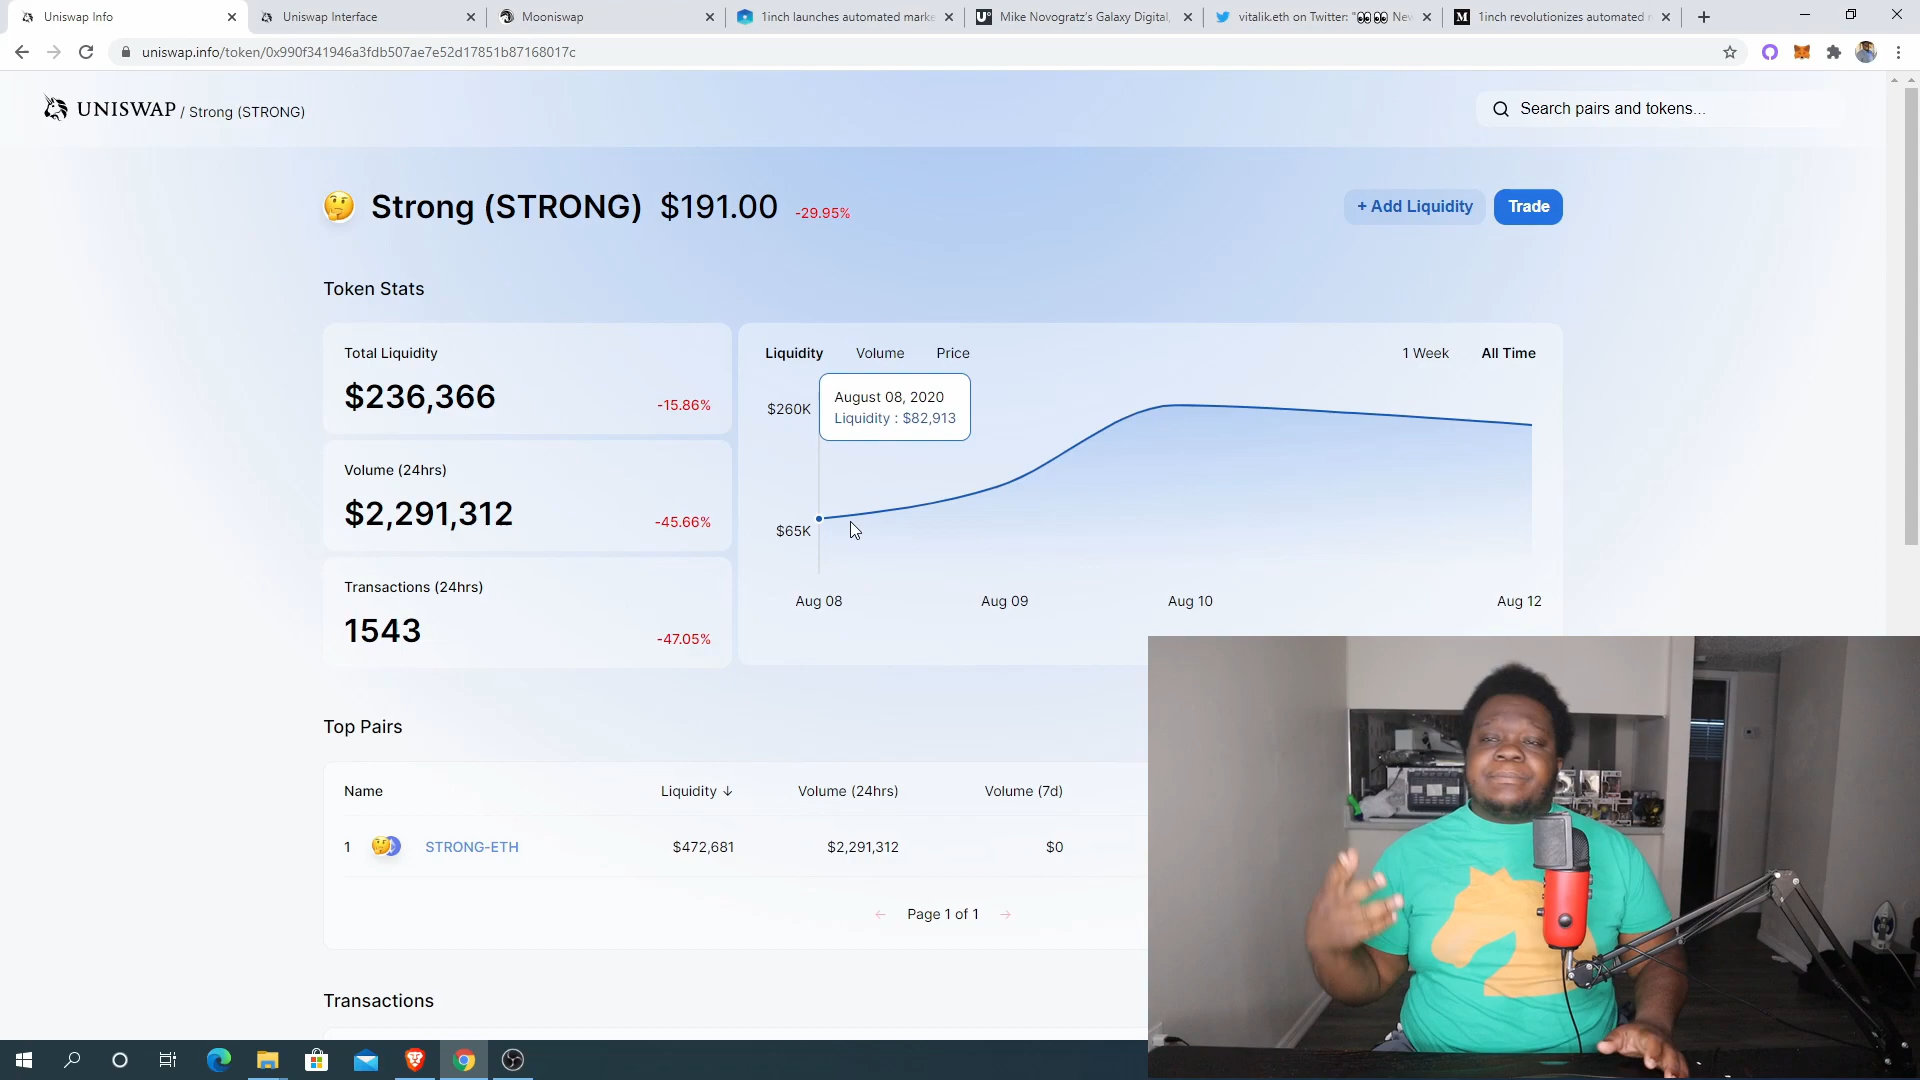 Uniswap Info
Uniswap Interface
Mooniswap
1inch launches automated marke
Mike Novogratz's Galaxy Digital,
vitalik.eth on Twitter: "👀 👀 New
1inch revolutionizes automated m
uniswap.info/token/0x990f341946a3fdb507ae7e52d17851b87168017c
UNISWAP / Strong (STRONG)
Search pairs and tokens...
Strong (STRONG) $191.00 -29.95%
+ Add Liquidity
Trade
Token Stats
Total Liquidity
$236,366
-15.86%
Volume (24hrs)
$2,291,312
-45.66%
Transactions (24hrs)
1543
-47.05%
Liquidity Volume Price
1 Week All Time
August 08, 2020
Liquidity : $82,913
$260K
$65K
Aug 08 Aug 09 Aug 10 Aug 12
Top Pairs
Name Liquidity ↓ Volume (24hrs) Volume (7d)
1 STRONG-ETH $472,681 $2,291,312 $0
← Page 1 of 1 →
Transactions